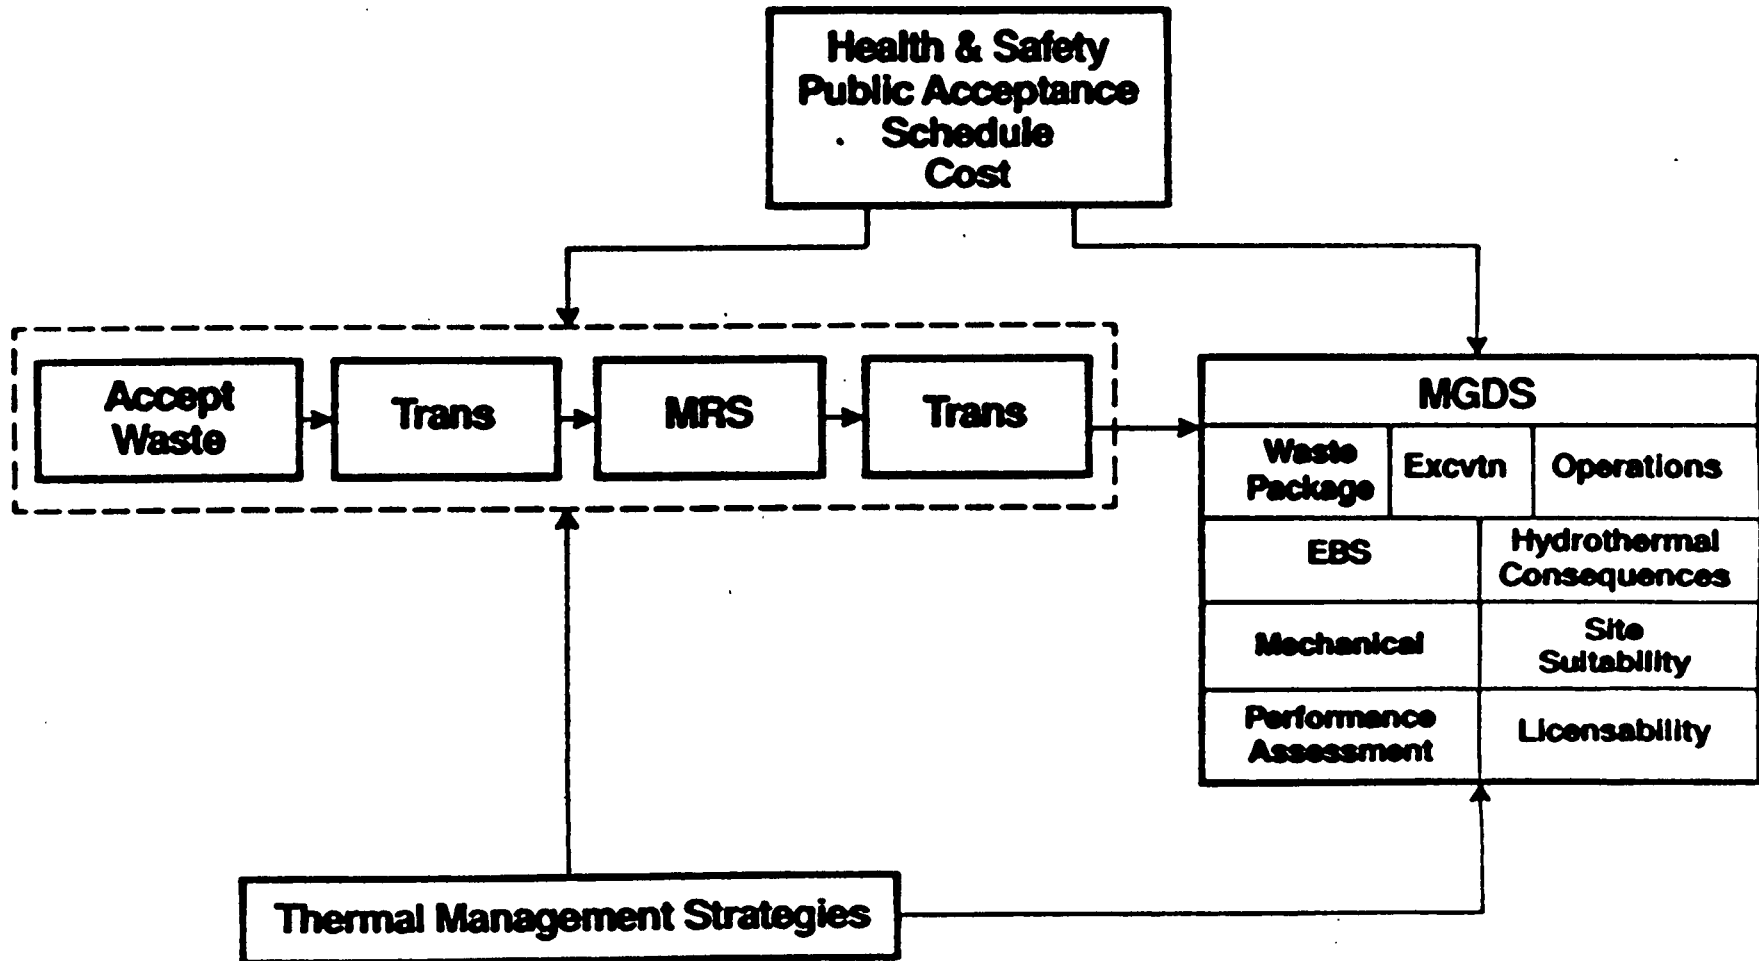 Health & Safety
Public Acceptance
Schedule
Cost
Accept
Waste
Trans
MRS
Trans
MGDS
Waste
Package
Excvtn
Operations
EBS
Hydrothermal
Consequences
Mechanical
Site
Suitability
Performance
Assessment
Licensability
Thermal Management Strategies